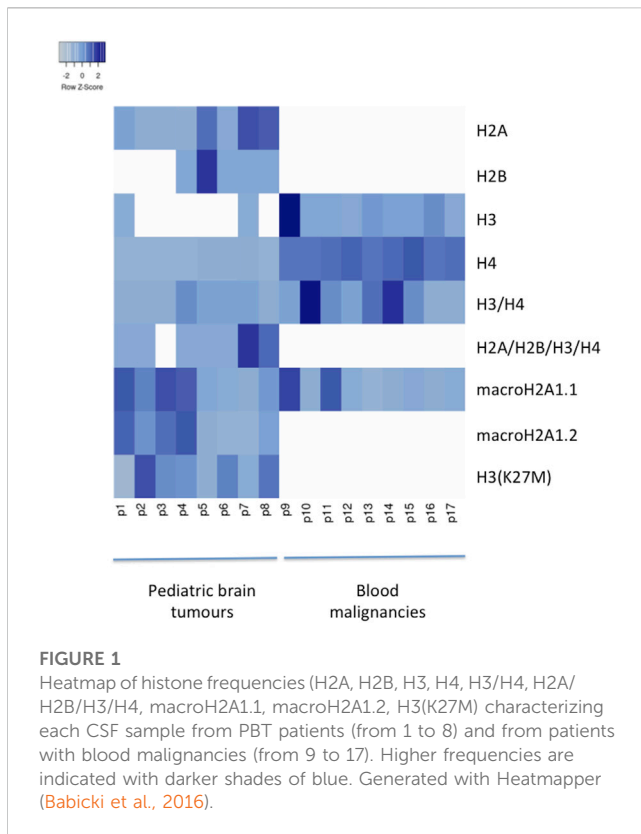 -2 0 2
Row Z-Score
H2A
H2B
H3
H4
H3/H4
H2A/H2B/H3/H4
macroH2A1.1
macroH2A1.2
H3(K27M)
p1 p2 p3 p4 p5 p6 p7 p8 p9 p10 p11 p12 p13 p14 p15 p16 p17
Pediatric brain
tumours
Blood
malignancies
FIGURE 1
Heatmap of histone frequencies (H2A, H2B, H3, H4, H3/H4, H2A/
H2B/H3/H4, macroH2A1.1, macroH2A1.2, H3(K27M) characterizing
each CSF sample from PBT patients (from 1 to 8) and from patients
with blood malignancies (from 9 to 17). Higher frequencies are
indicated with darker shades of blue. Generated with Heatmapper
(Babicki et al., 2016).